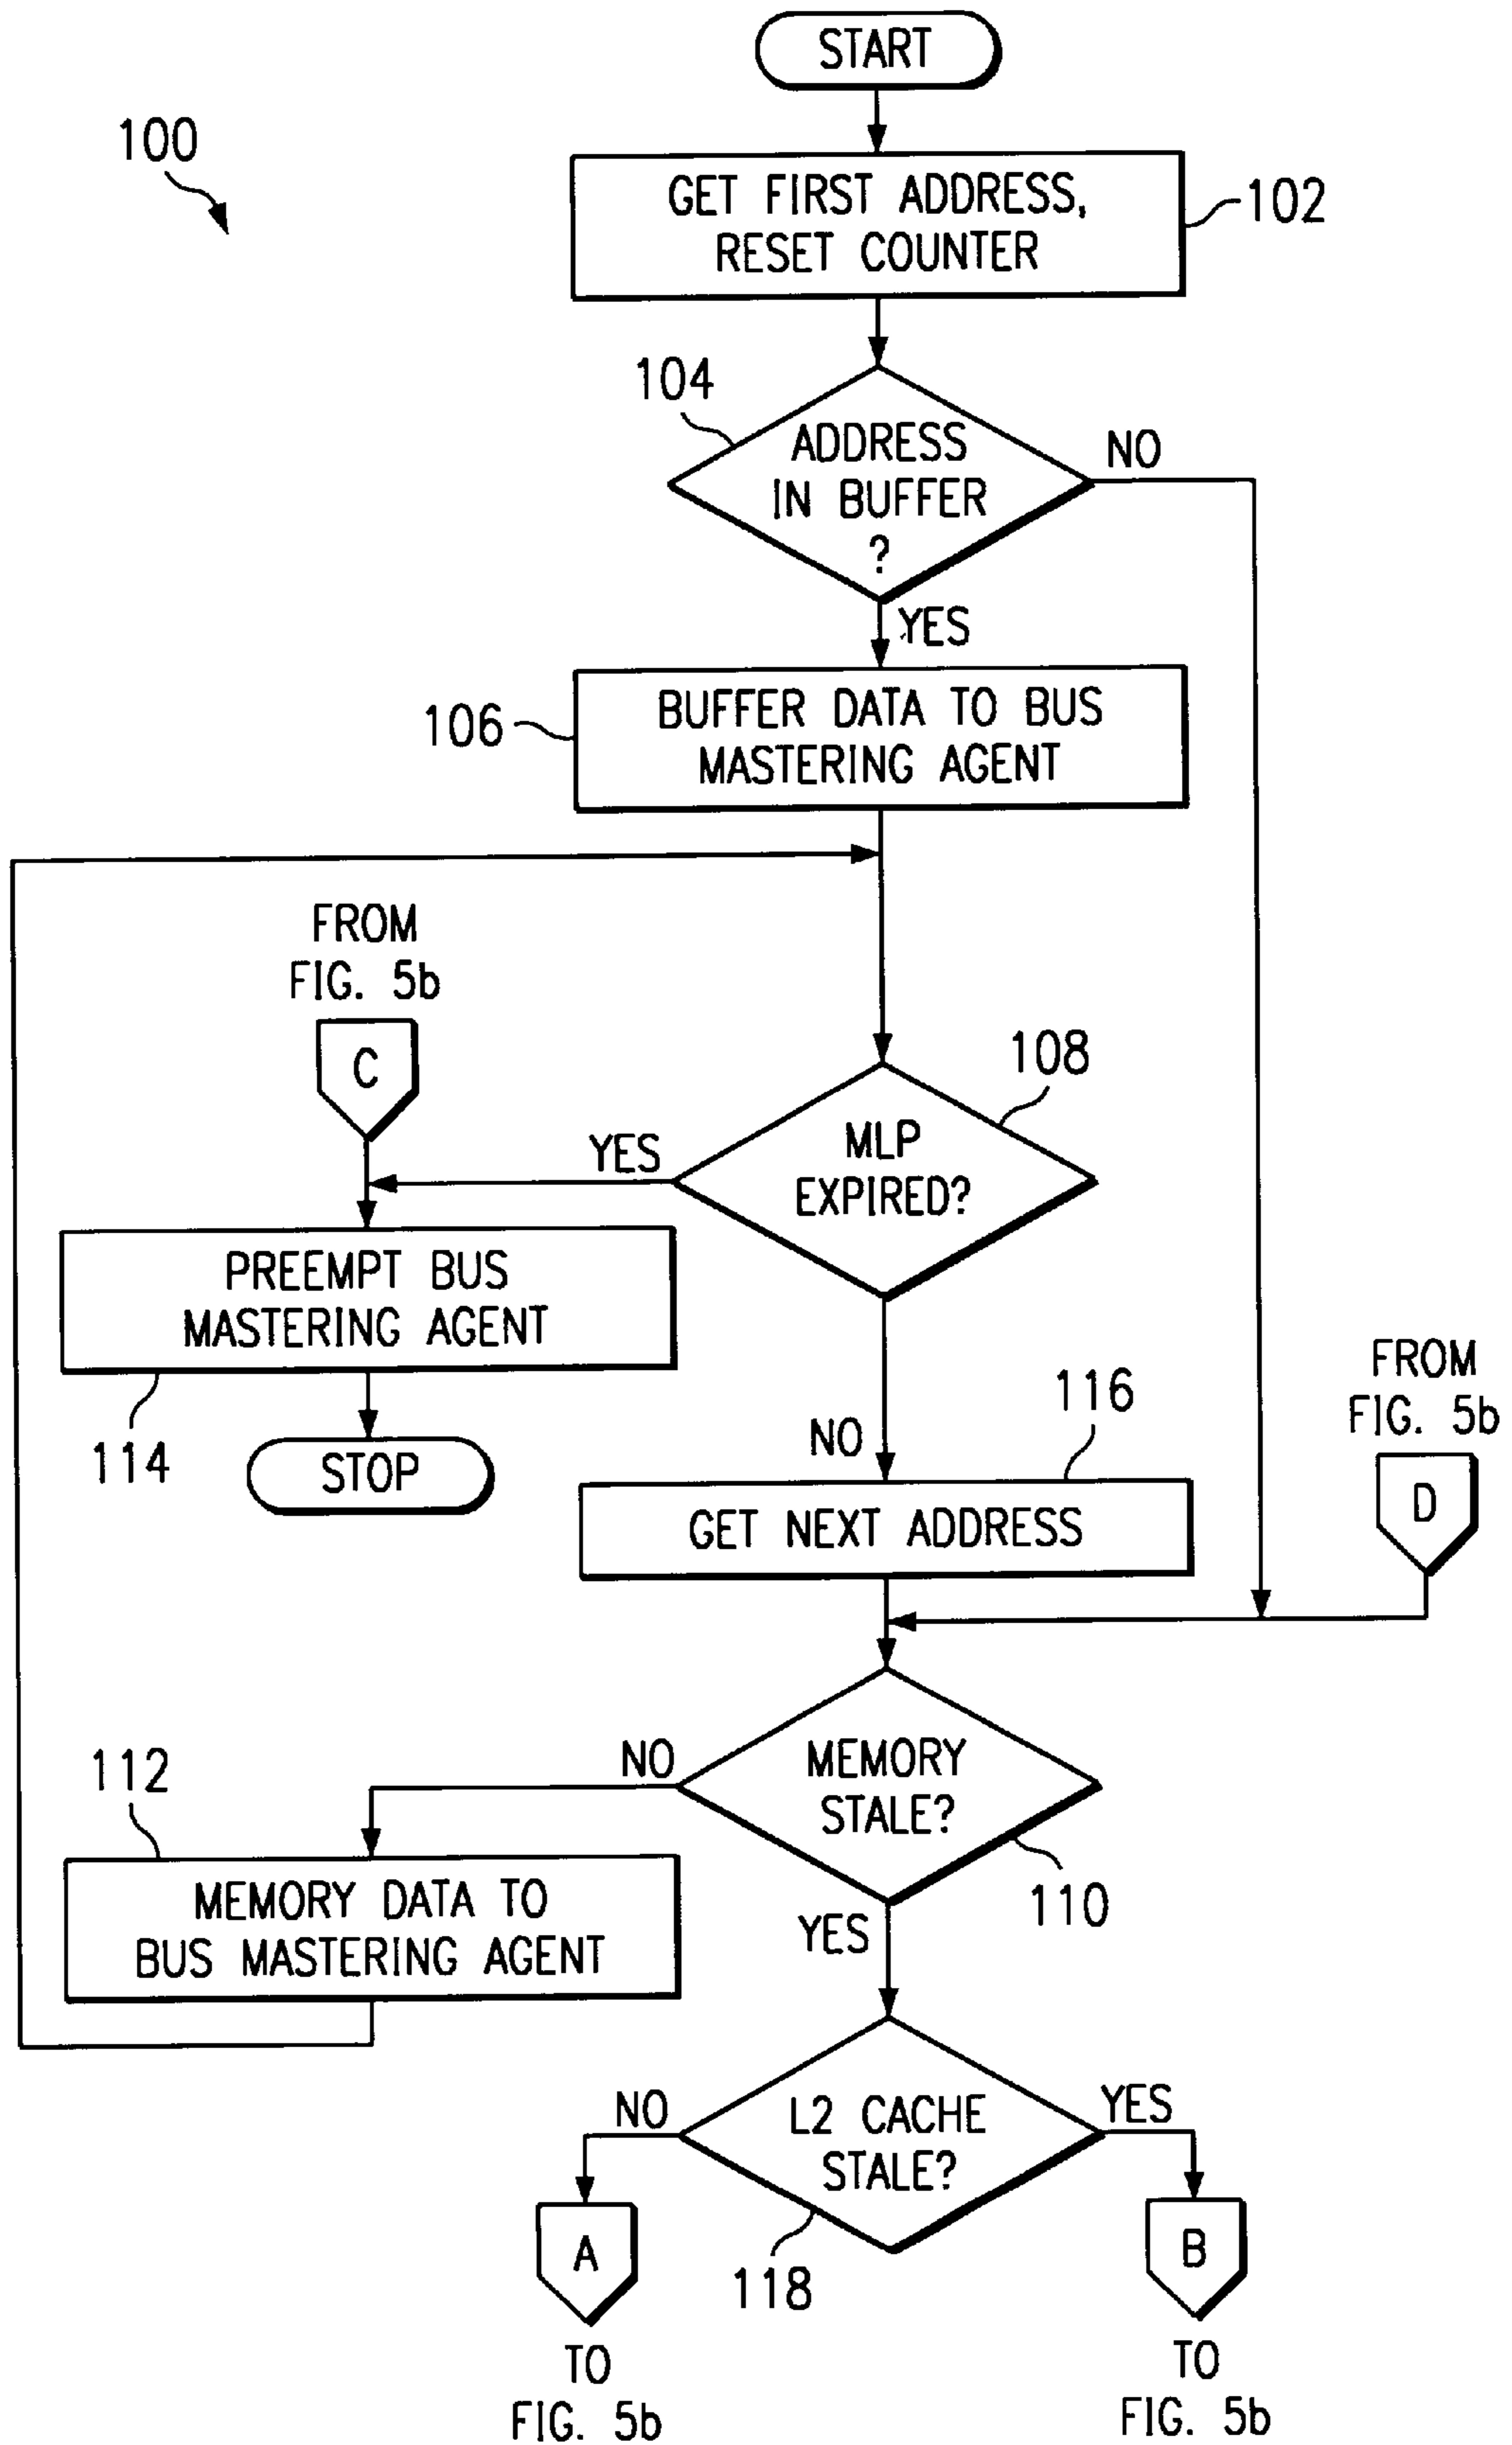 START
100
GET FIRST ADDRESS,
RESET COUNTER
102
104
ADDRESS
IN BUFFER
?
NO
YES
106
BUFFER DATA TO BUS
MASTERING AGENT
FROM
FIG. 5b
C
108
MLP
EXPIRED?
YES
PREEMPT BUS
MASTERING AGENT
114
STOP
NO
116
GET NEXT ADDRESS
FROM
FIG. 5b
D
MEMORY
STALE?
NO
110
YES
112
MEMORY DATA TO
BUS MASTERING AGENT
L2 CACHE
STALE?
NO
YES
118
A
TO
FIG. 5b
B
TO
FIG. 5b